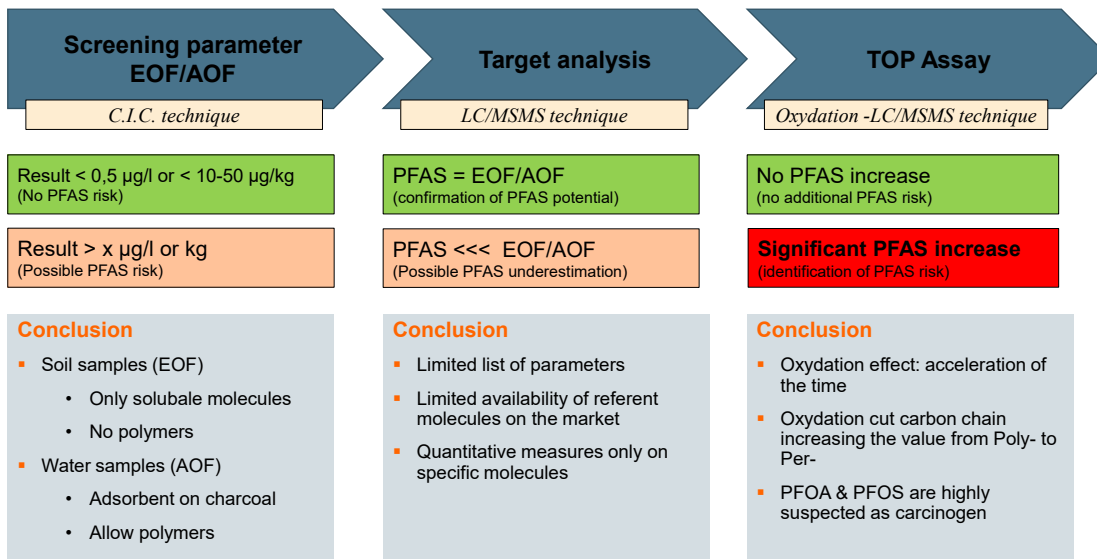 Screening parameter
EOF/AOF
C.I.C. technique
Result < 0,5 µg/l or < 10-50 µg/kg
(No PFAS risk)
Result > x µg/l or kg
(Possible PFAS risk)
Conclusion
▪ Soil samples (EOF)
• Only solubale molecules
• No polymers
▪ Water samples (AOF)
• Adsorbent on charcoal
• Allow polymers
Target analysis
LC/MSMS technique
PFAS = EOF/AOF
(confirmation of PFAS potential)
PFAS <<< EOF/AOF
(Possible PFAS underestimation)
Conclusion
▪ Limited list of parameters
▪ Limited availability of referent
molecules on the market
▪ Quantitative measures only on
specific molecules
TOP Assay
Oxydation -LC/MSMS technique
No PFAS increase
(no additional PFAS risk)
Significant PFAS increase
(identification of PFAS risk)
Conclusion
▪ Oxydation effect: acceleration of
the time
▪ Oxydation cut carbon chain
increasing the value from Poly- to
Per-
▪ PFOA & PFOS are highly
suspected as carcinogen